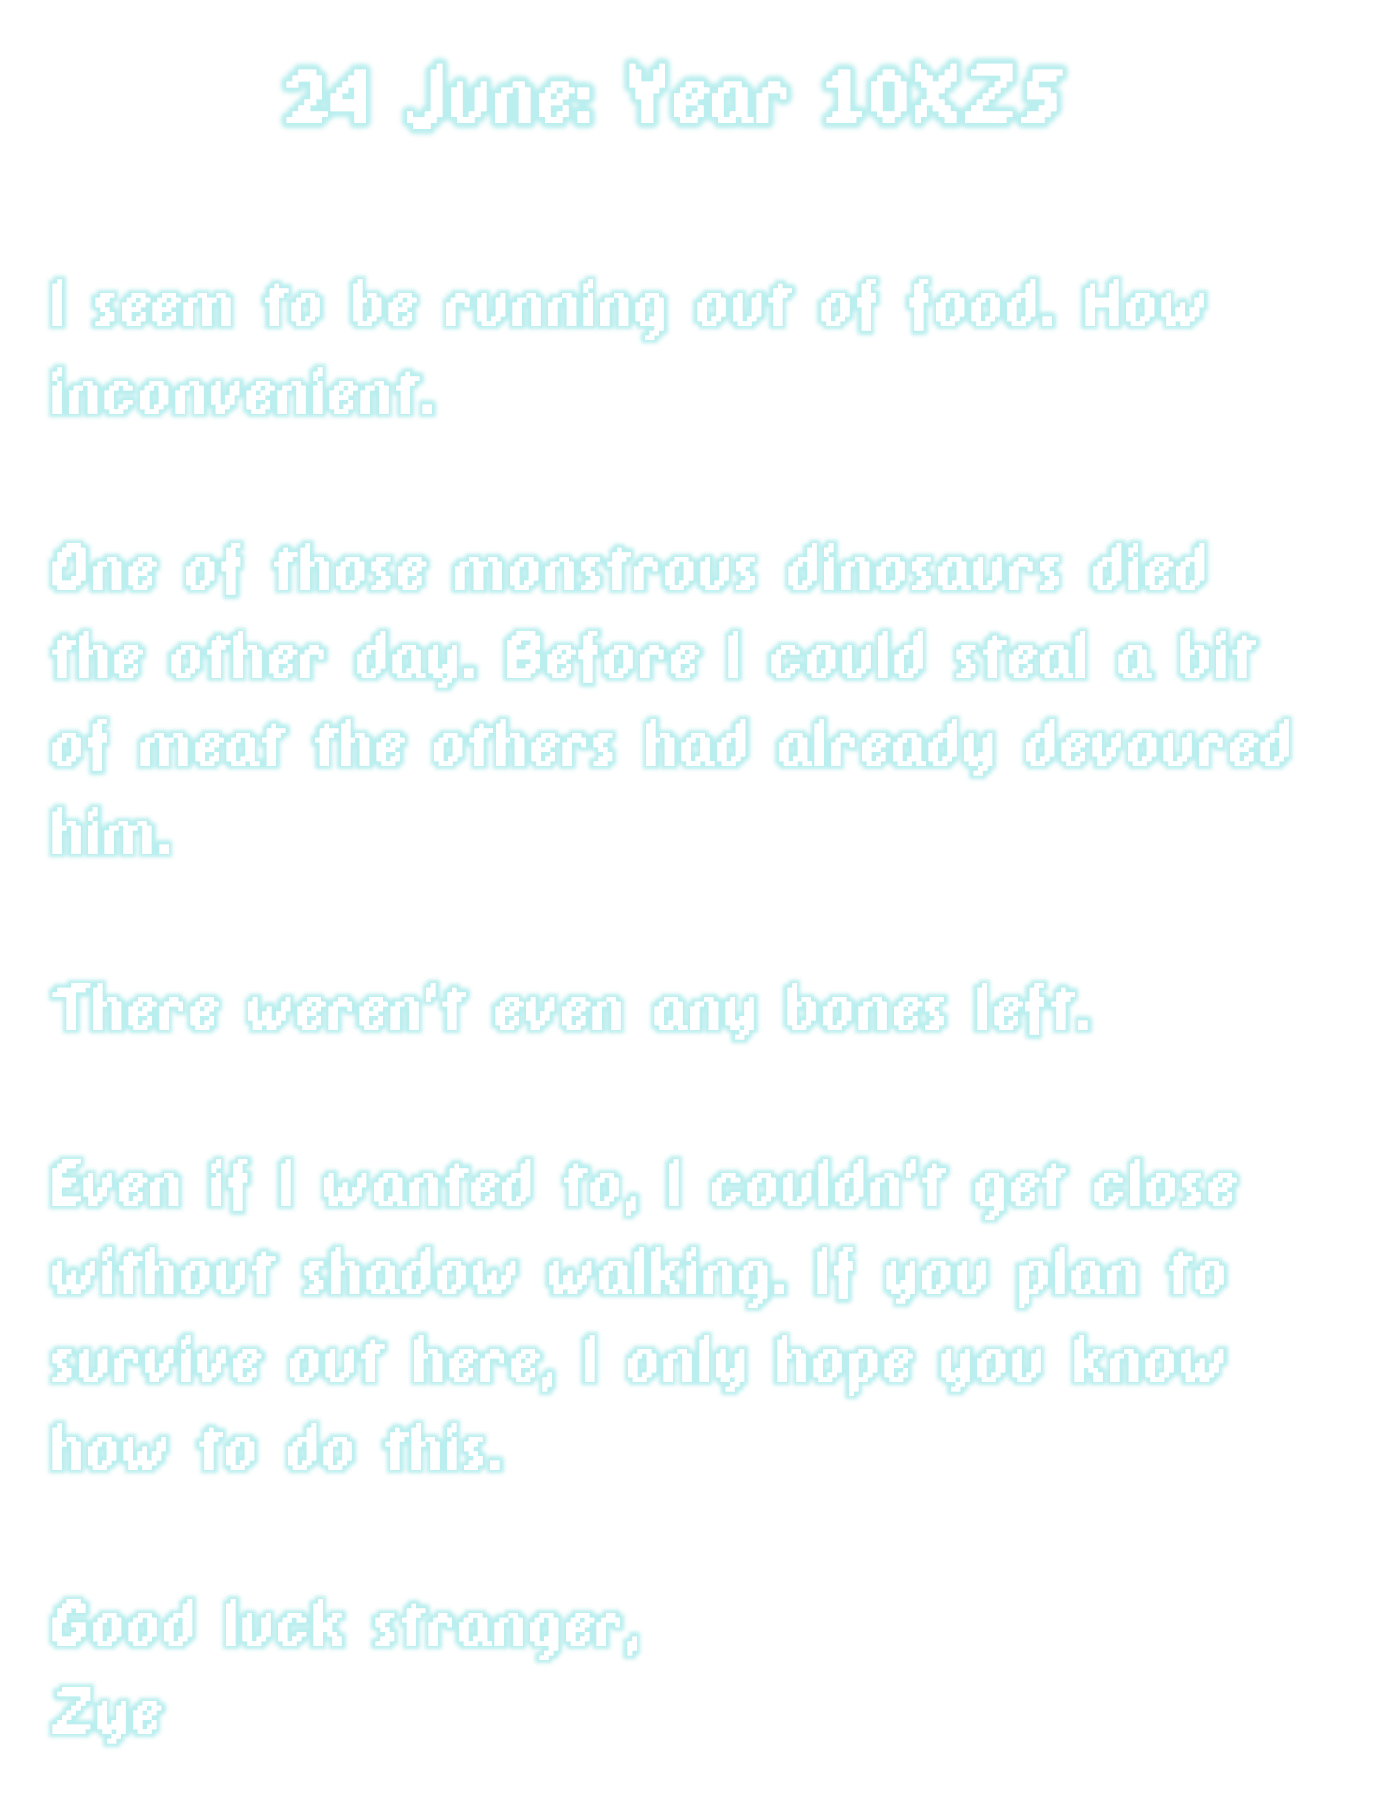 24 June: Year 10XZ5
I seem to be running out of food. How
inconvenient.
One of those monstrous dinosaurs died
the other day. Before I could steal a bit
of meat the others had already devoured
him.
There weren't even any bones left.
Even if I wanted to, I couldn't get close
without shadow walking. If you plan to
survive out here, I only hope you know
how to do this.
Good luck stranger,
Zye